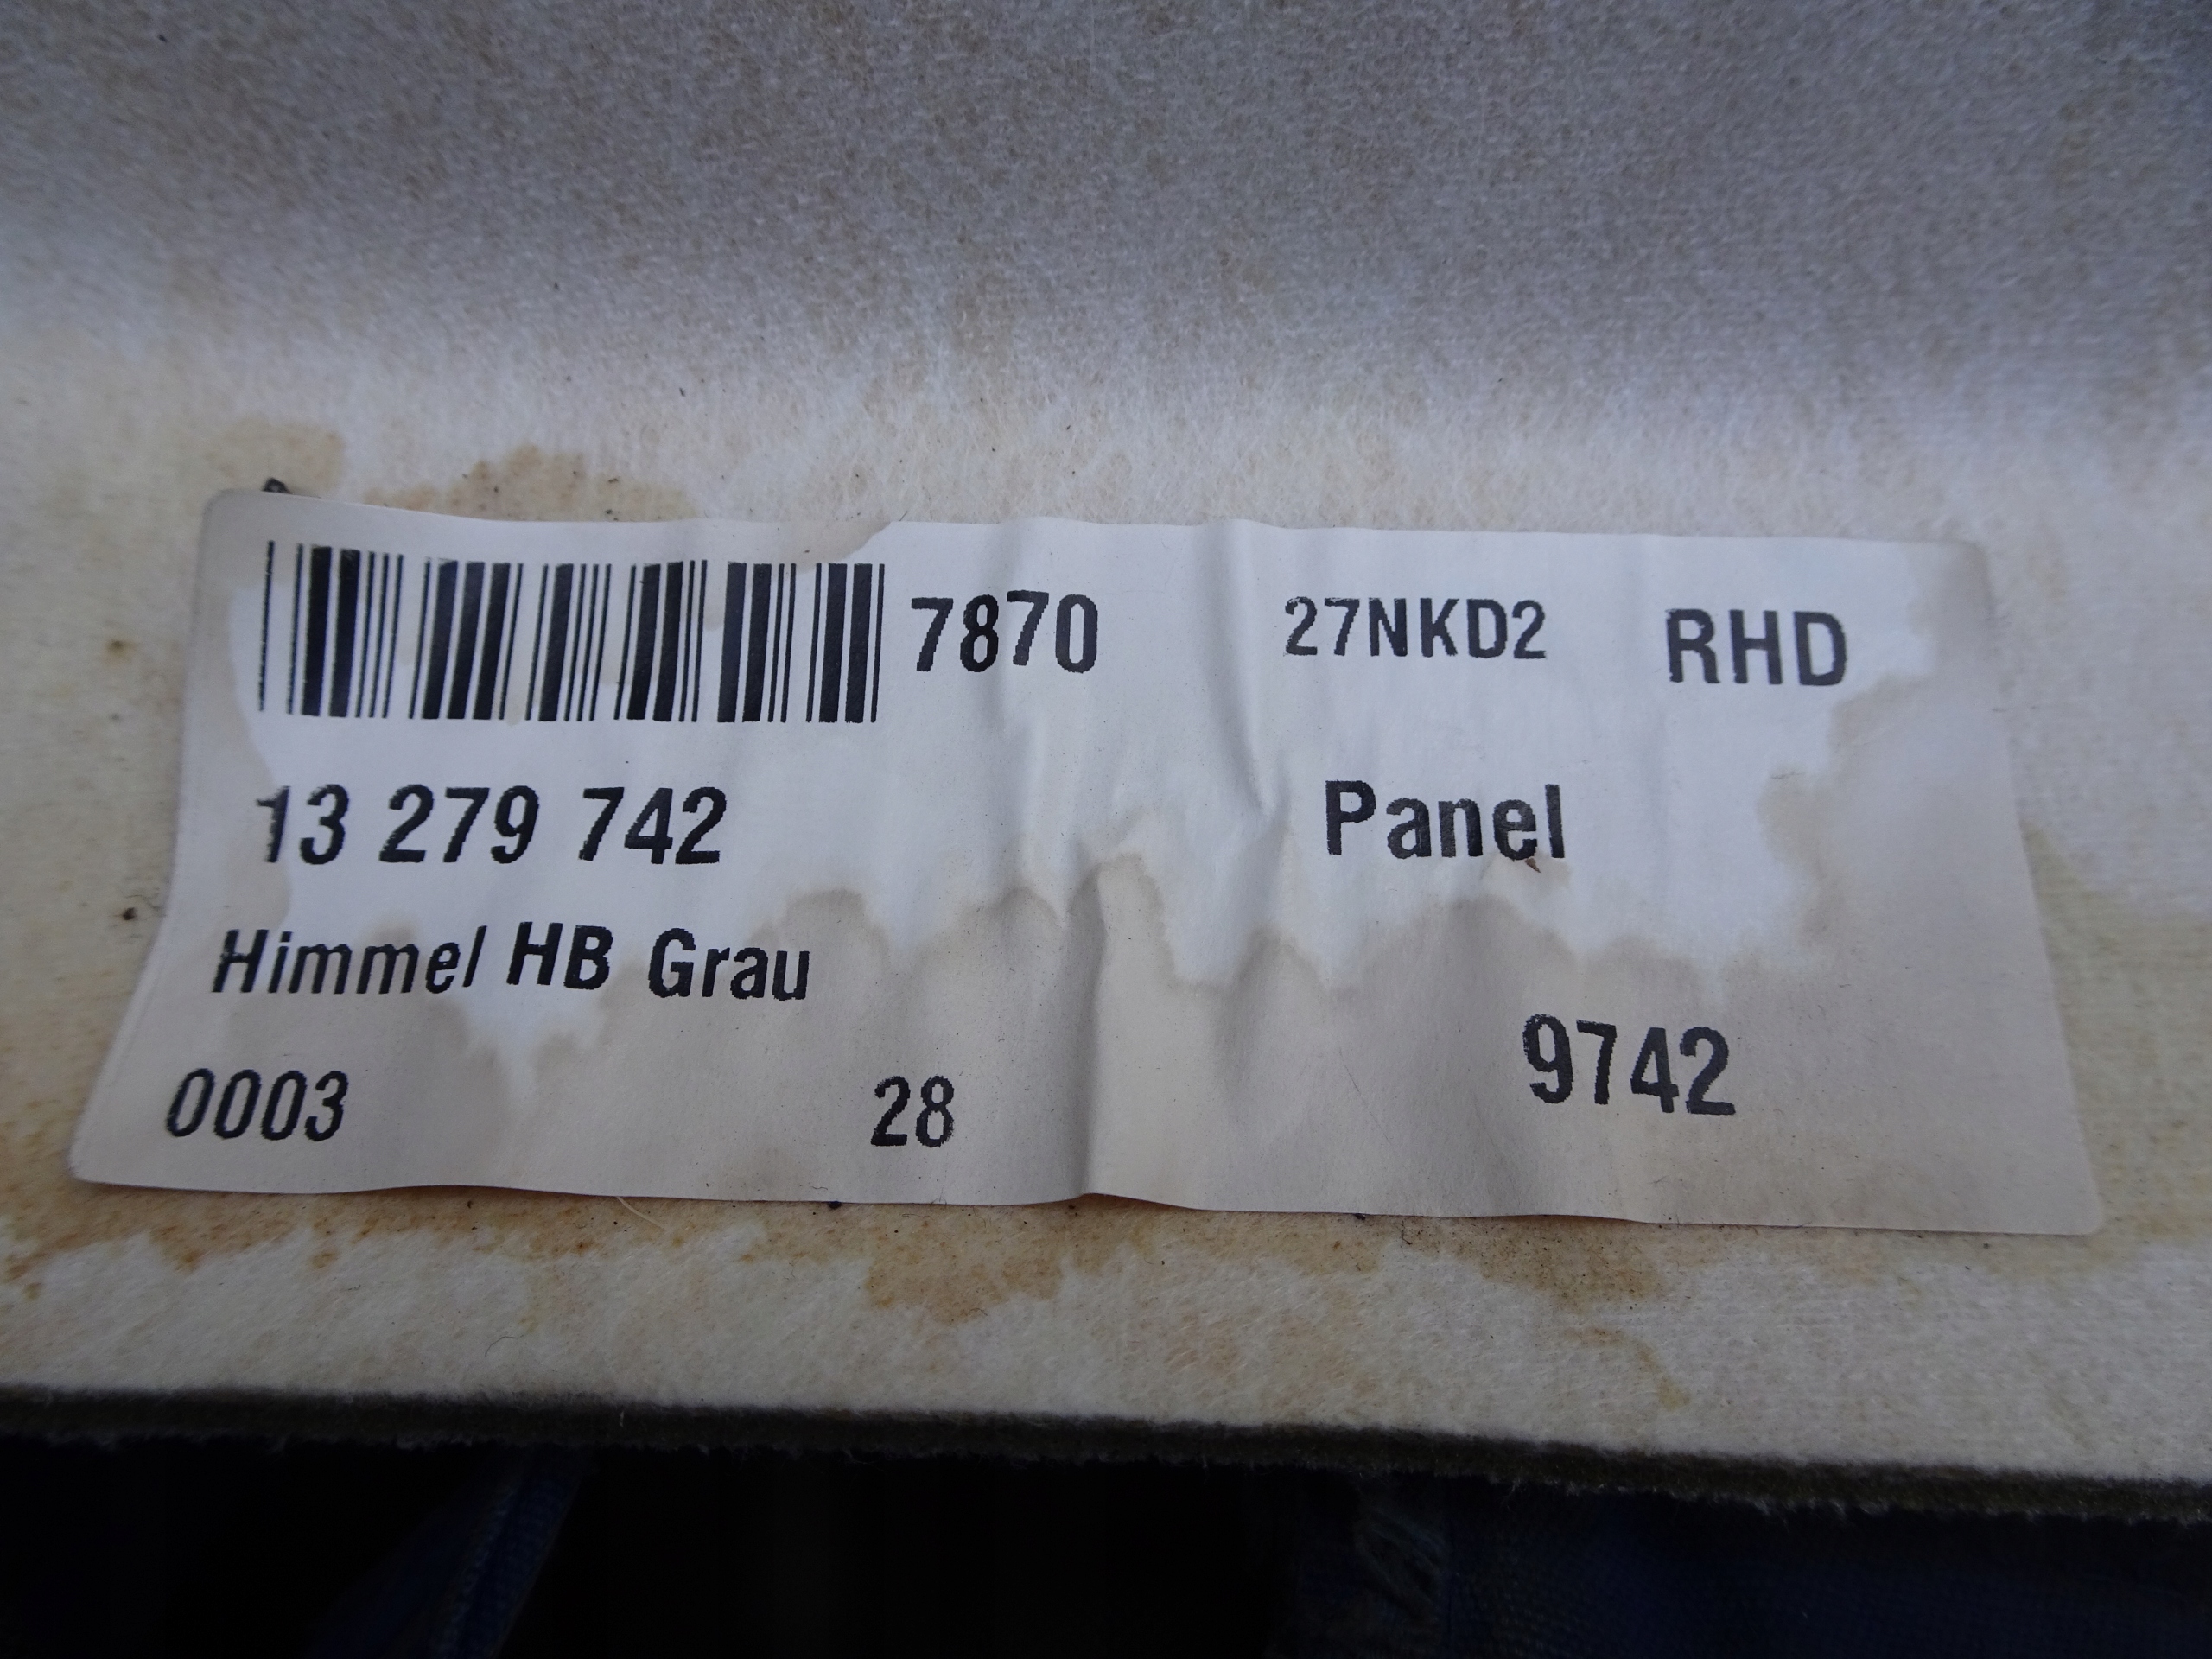 7870 27NKD2 RHD
13 279 742 Panel
Himmel HB Grau
0003 28 9742